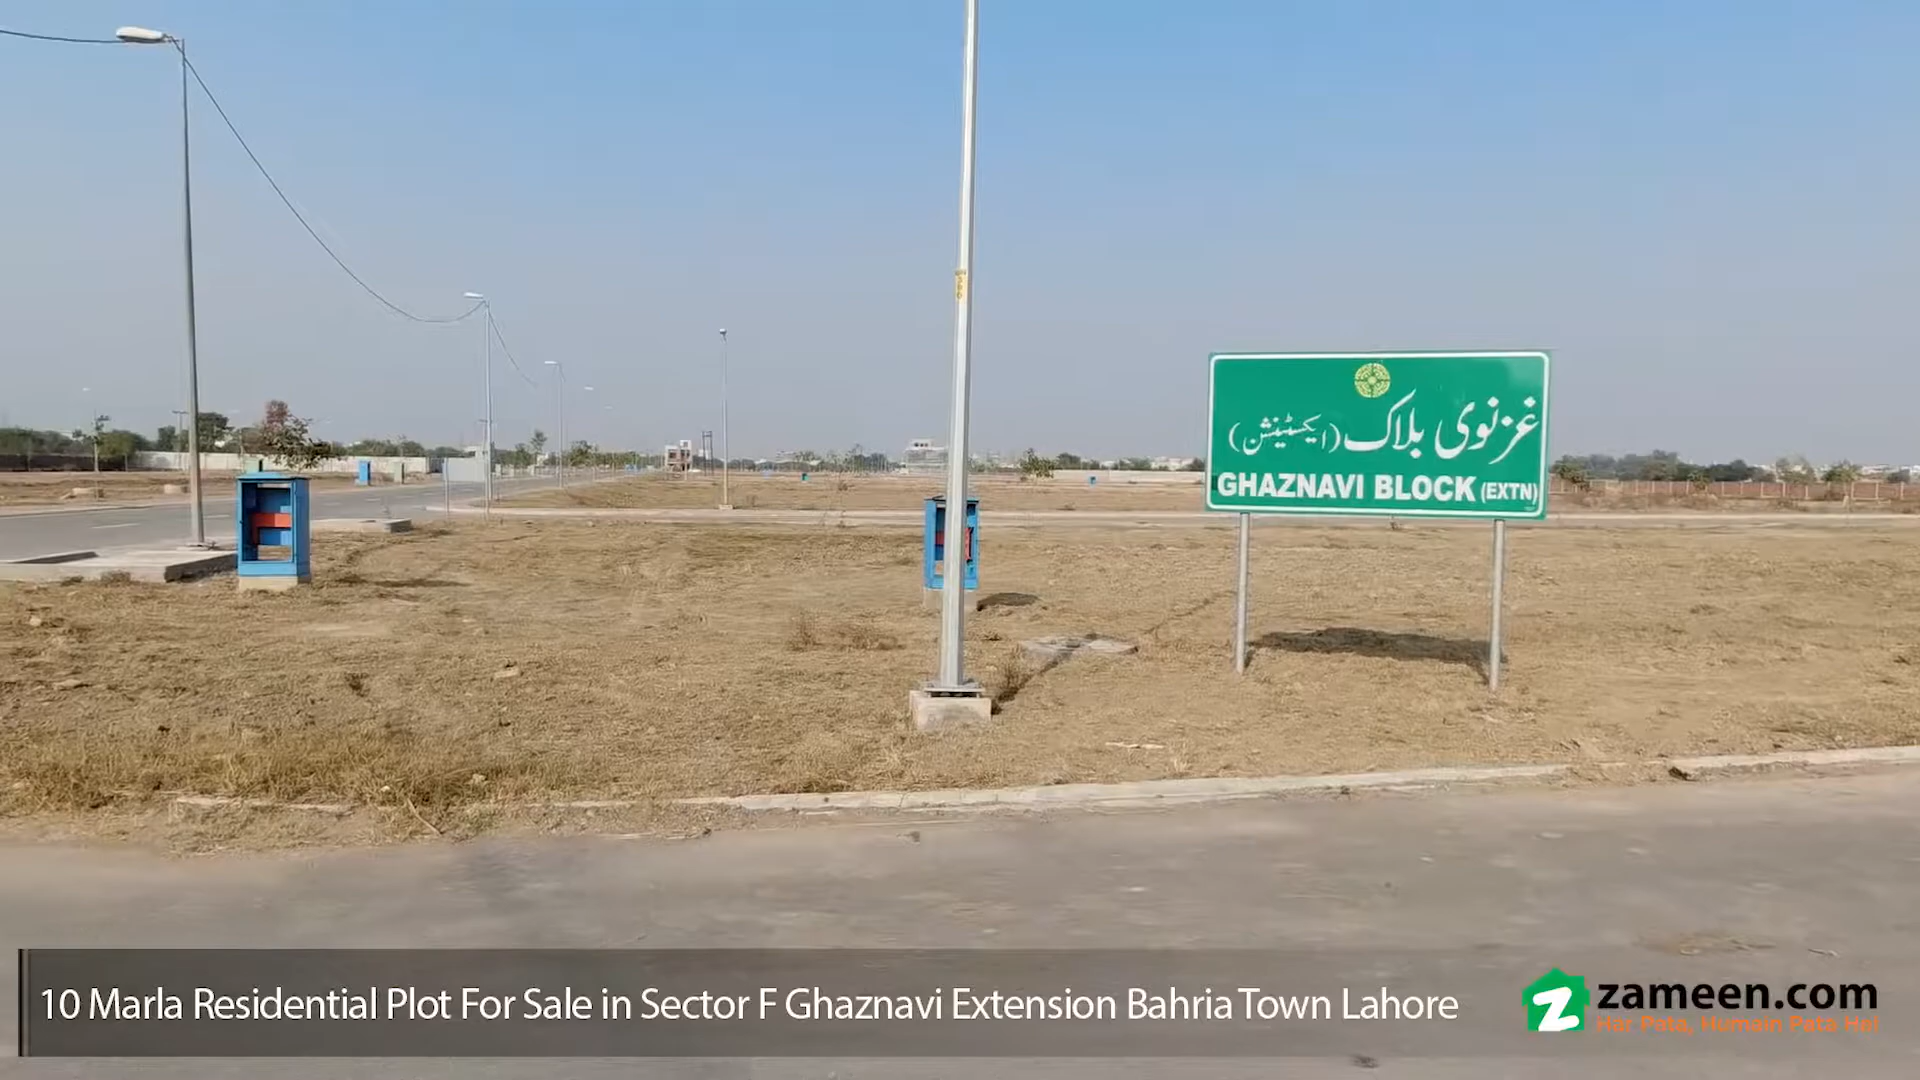 غزنوی بلاک (ایکسٹینشن)
GHAZNAVI BLOCK (EXTN)
10 Marla Residential Plot For Sale in Sector F Ghaznavi Extension Bahria Town Lahore
zameen.com
Har Pata, Humain Pata Hai